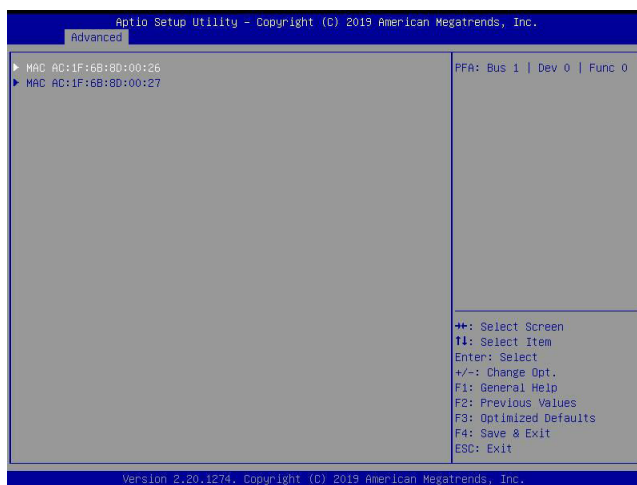 Aptio Setup Utility – Copyright (C) 2019 American Megatrends, Inc.
Advanced
MAC AC:1F:6B:8D:00:26
MAC AC:1F:6B:8D:00:27
PFA: Bus 1 | Dev 0 | Func 0
→←: Select Screen
↑↓: Select Item
Enter: Select
+/-: Change Opt.
F1: General Help
F2: Previous Values
F3: Optimized Defaults
F4: Save & Exit
ESC: Exit
Version 2.20.1274. Copyright (C) 2019 American Megatrends, Inc.